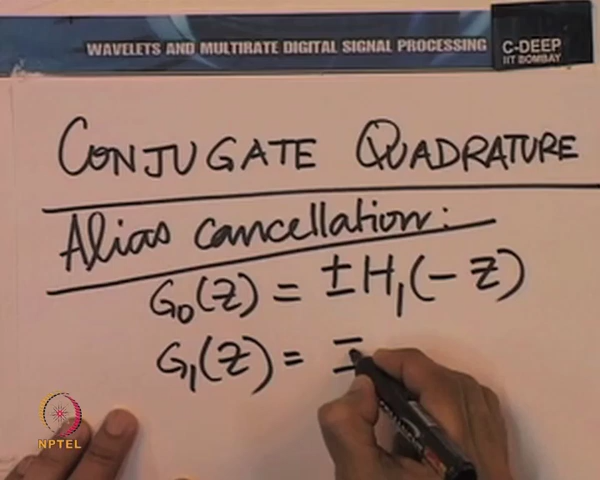 WAVELETS AND MULTIRATE DIGITAL SIGNAL PROCESSING
C-DEEP
IIT BOMBAY
CONJUGATE QUADRATURE
Alias cancellation:
G₀(Z) = ±H₁(-Z)
G₁(Z) =
NPTEL